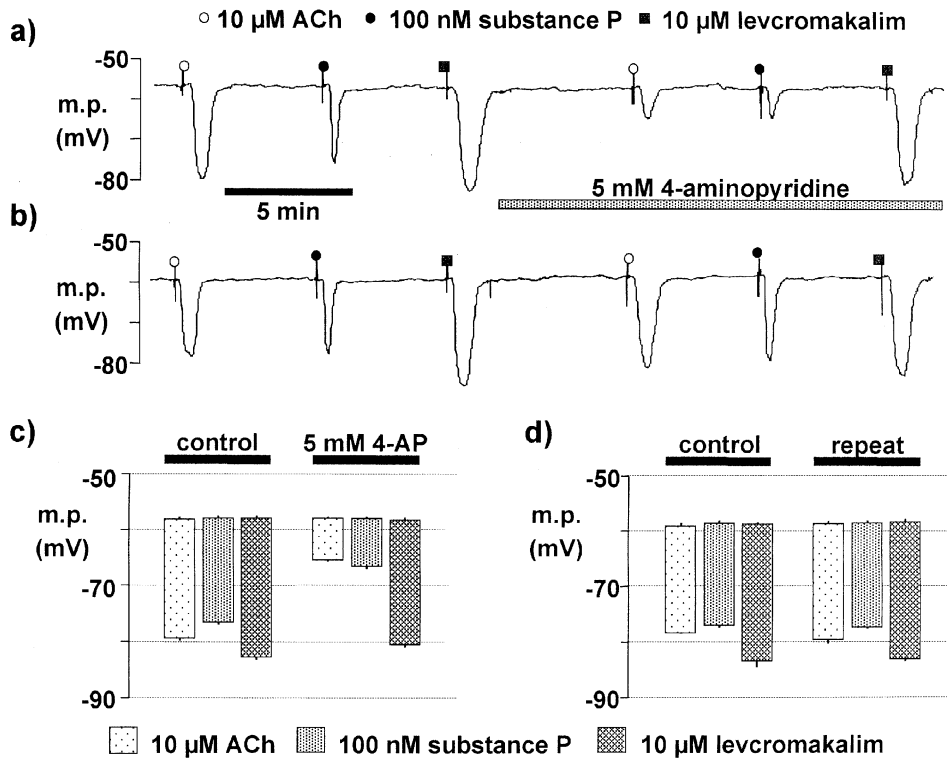 a)
○ 10 µM ACh ● 100 nM substance P ■ 10 µM levcromakalim
-50
m.p.
(mV)
-80
5 min
5 mM 4-aminopyridine
b)
-50
m.p.
(mV)
-80
c)
control
5 mM 4-AP
-50
m.p.
(mV)
-70
-90
d)
control
repeat
-50
m.p.
(mV)
-70
-90
10 µM ACh
100 nM substance P
10 µM levcromakalim